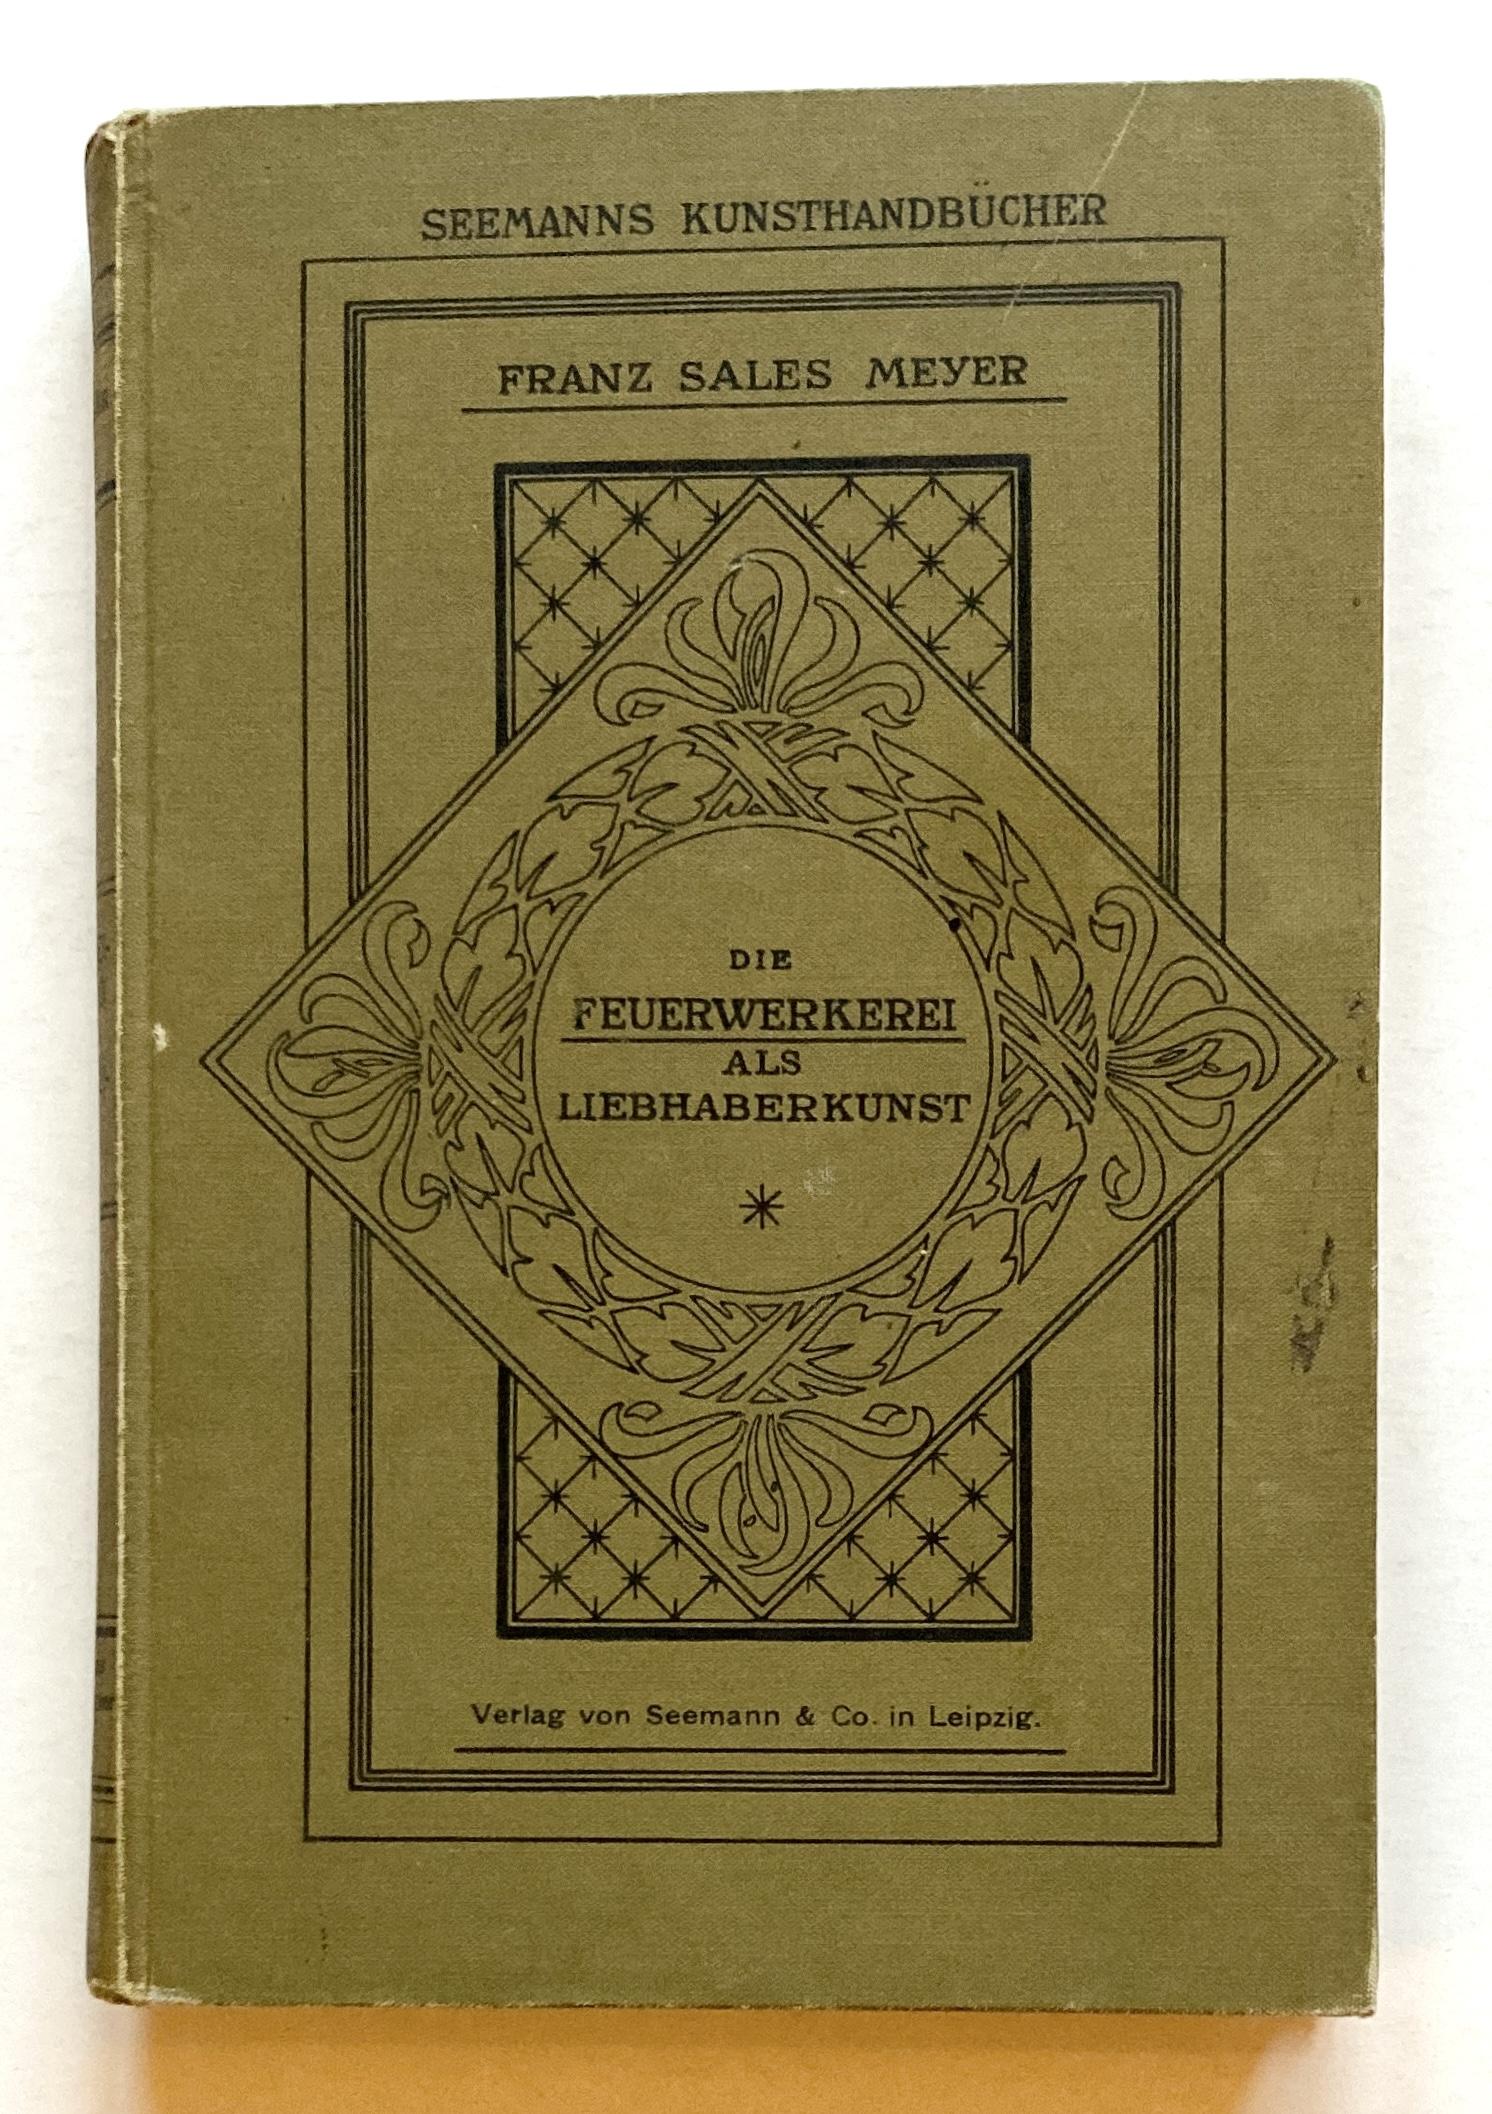 SEEMANNS KUNSTHANDBÜCHER
FRANZ SALES MEYER
DIE
FEUERWERKEREI
ALS
LIEBHABERKUNST
Verlag von Seemann & Co. in Leipzig.